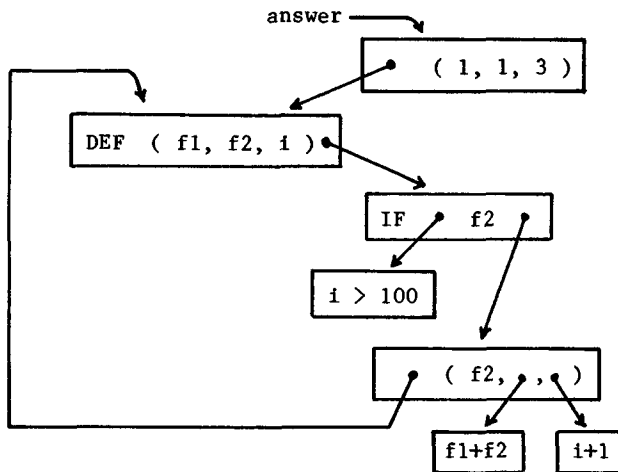 answer
( 1, 1, 3 )
DEF ( f1, f2, i )
IF f2
i > 100
( f2, , )
f1+f2
i+1